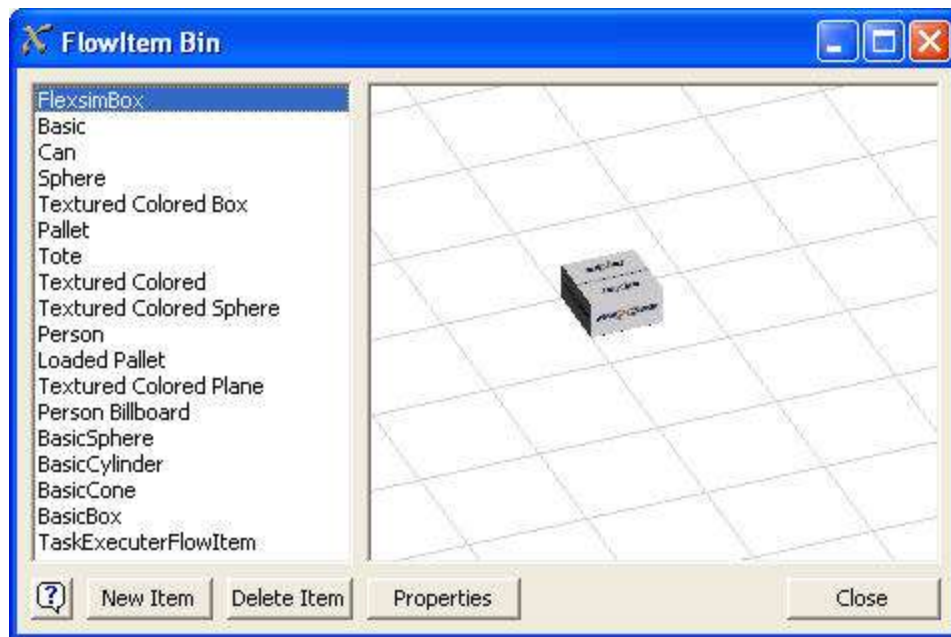 FlowItem Bin
FlexsimBox
Basic
Can
Sphere
Textured Colored Box
Pallet
Tote
Textured Colored
Textured Colored Sphere
Person
Loaded Pallet
Textured Colored Plane
Person Billboard
BasicSphere
BasicCylinder
BasicCone
BasicBox
TaskExecuterFlowItem
? New Item Delete Item Properties Close